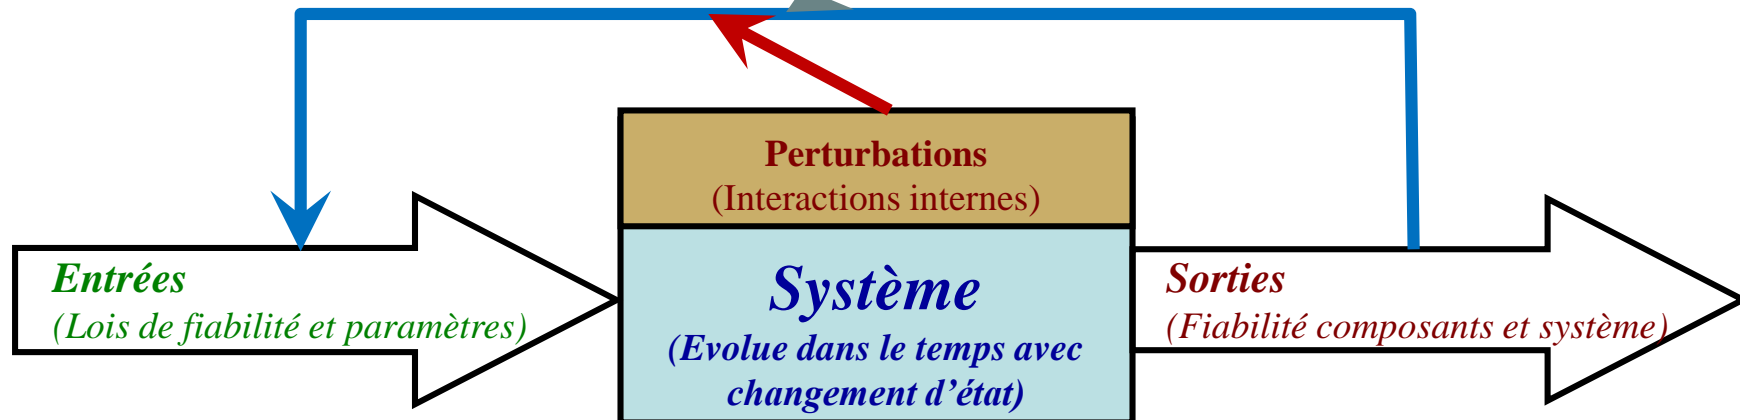 Perturbations
(Interactions internes)
Entrées
(Lois de fiabilité et paramètres)
Système
(Evolue dans le temps avec
changement d’état)
Sorties
(Fiabilité composants et système)